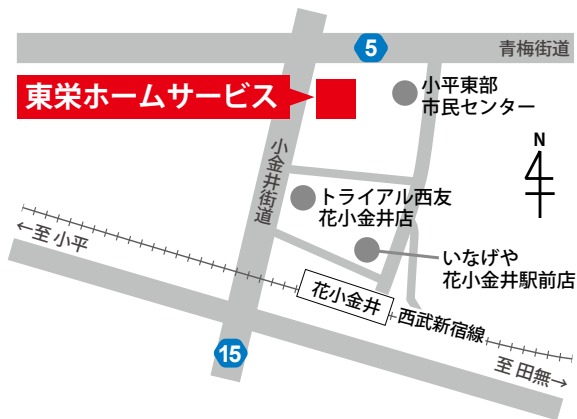 5
青梅街道
東栄ホームサービス
小平東部
市民センター
N
小金井街道
トライアル西友
花小金井店
←至 小平
いなげや
花小金井駅前店
花小金井
西武新宿線
15
至 田無→